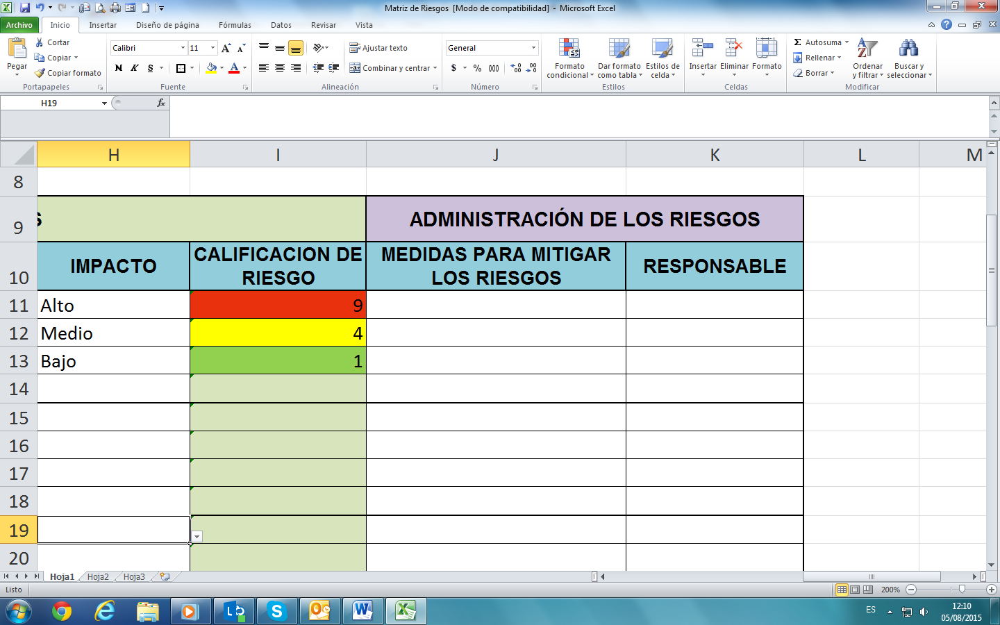 Matriz de Riesgos  [Modo de compatibilidad]  -  Microsoft Excel
Archivo Inicio Insertar Diseño de página Fórmulas Datos Revisar Vista
Pegar
Cortar
Copiar
Copiar formato
Portapapeles
Calibri 11
N K S
Fuente
Ajustar texto
Combinar y centrar
Alineación
General
$ % 000
Número
Formato condicional
Dar formato como tabla
Estilos de celda
Estilos
Insertar Eliminar Formato
Celdas
Σ Autosuma
Rellenar
Borrar
Ordenar y filtrar
Buscar y seleccionar
Modificar
H19 fx
H I J K L M
8
9 S ADMINISTRACIÓN DE LOS RIESGOS
10 IMPACTO CALIFICACION DE RIESGO MEDIDAS PARA MITIGAR LOS RIESGOS RESPONSABLE
11 Alto 9
12 Medio 4
13 Bajo 1
14
15
16
17
18
19
20
Hoja1 Hoja2 Hoja3
Listo 200%
ES 12:10
05/08/2015